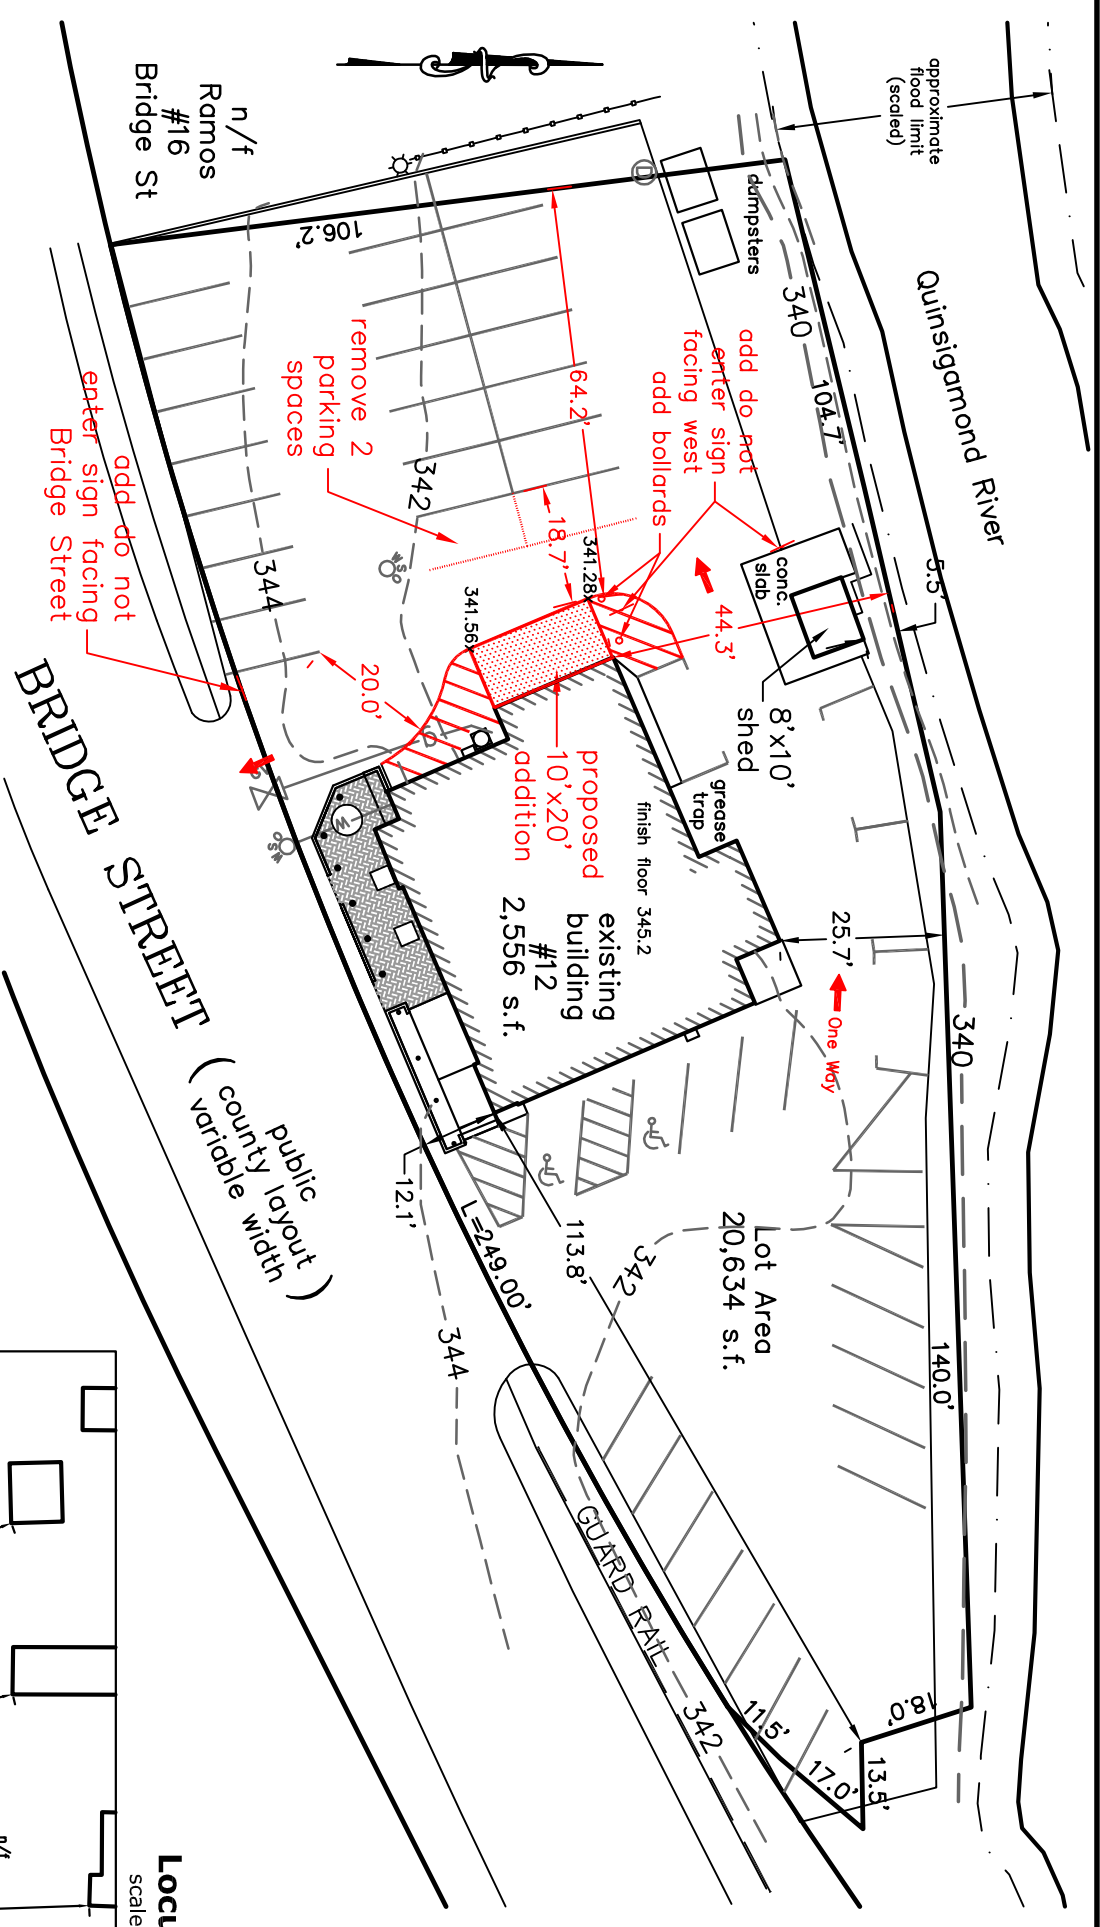 approximate
flood limit
(scaled)
Quinsigamond River
n/f
Ramos
#16
Bridge St
dumpsters
D
106.2'
340
104.7'
5.5'
add do not
enter sign
facing west
add bollards
64.2'
remove 2
parking
spaces
342
18.7'
341.28x
341.56x
conc.
slab
44.3'
8'x10'
shed
344
add do not
enter sign facing
Bridge Street
20.0'
proposed
10'x20'
addition
grease
trap
finish floor 345.2
existing
building
#12
2,556 s.f.
25.7'
One Way
340
W
BRIDGE STREET
( public
county layout
variable width )
12.1'
L=249.00'
113.8'
344
342
Lot Area
20,634 s.f.
140.0'
GUARD RAIL
342
11.5'
17.0'
13.5'
18.0'
Locu
scale
n/f